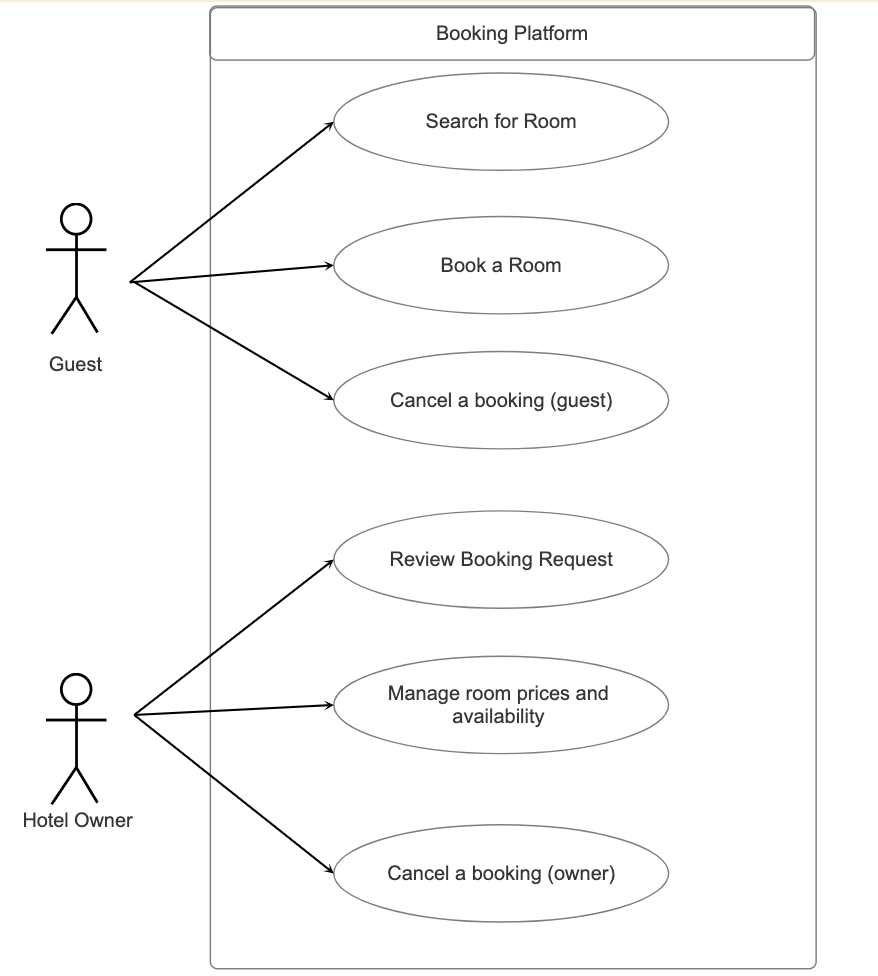 Booking Platform
Search for Room
Book a Room
Guest
Cancel a booking (guest)
Review Booking Request
Manage room prices and
availability
Hotel Owner
Cancel a booking (owner)